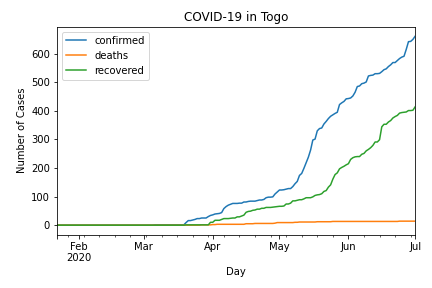 COVID-19 in Togo
confirmed
deaths
recovered
Number of Cases
600
500
400
300
200
100
0
Feb
2020
Mar
Apr
May
Jun
Jul
Day